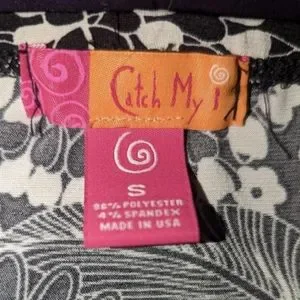 Catch My i
S
96% POLYESTER
4% SPANDEX
MADE IN USA